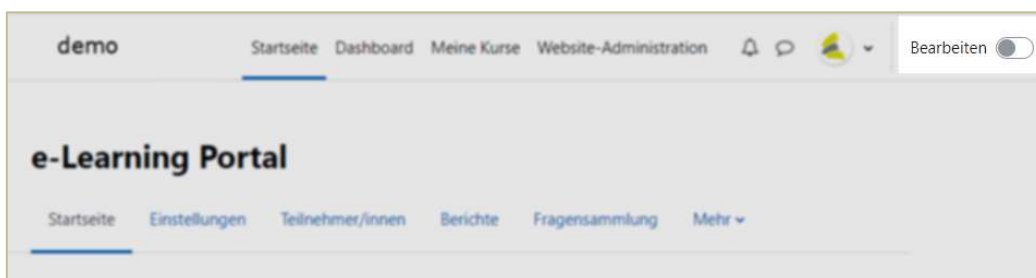 demo Startseite Dashboard Meine Kurse Website-Administration Bearbeiten
e-Learning Portal
Startseite Einstellungen Teilnehmer/innen Berichte Fragensammlung Mehr